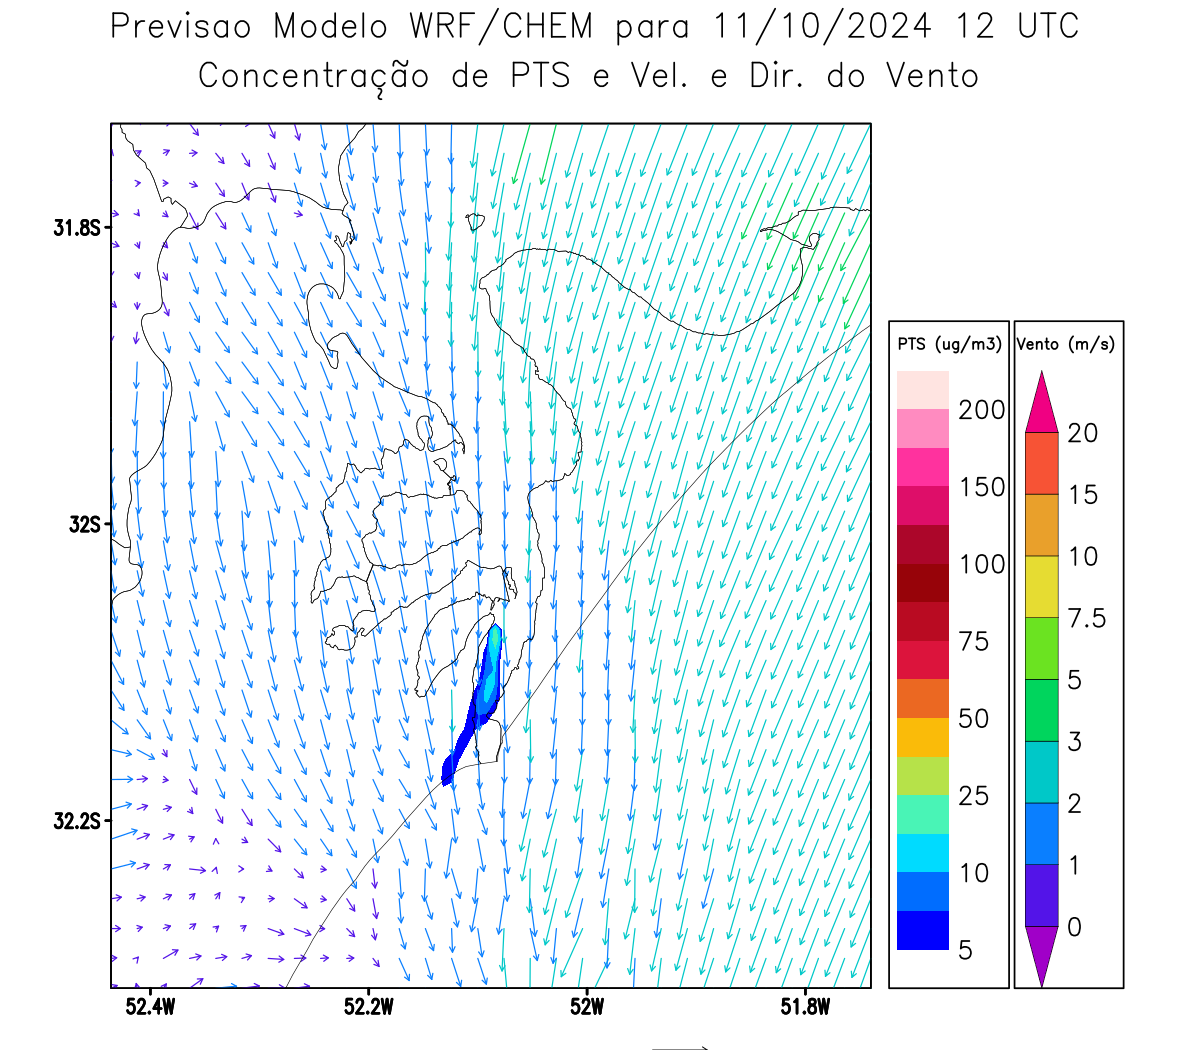 Previsao Modelo WRF/CHEM para 11/10/2024 12 UTC
Concentração de PTS e Vel. e Dir. do Vento
31.8S
32S
32.2S
52.4W
52.2W
52W
51.8W
PTS (ug/m3)
200
150
100
75
50
25
10
5
Vento (m/s)
20
15
10
7.5
5
3
2
1
0